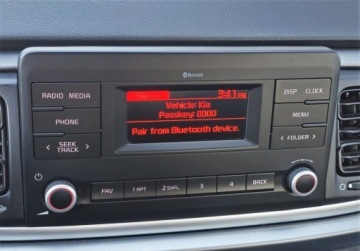 Bluetooth
3:41 PM
RADIO MEDIA
DISP CLOCK
Vehicle: Kia
Passkey: 0000
PHONE
MENU
Pair from Bluetooth device.
SEEK
TRACK
FOLDER
FAV 1 RPT 2 SHFL 3 4 BACK